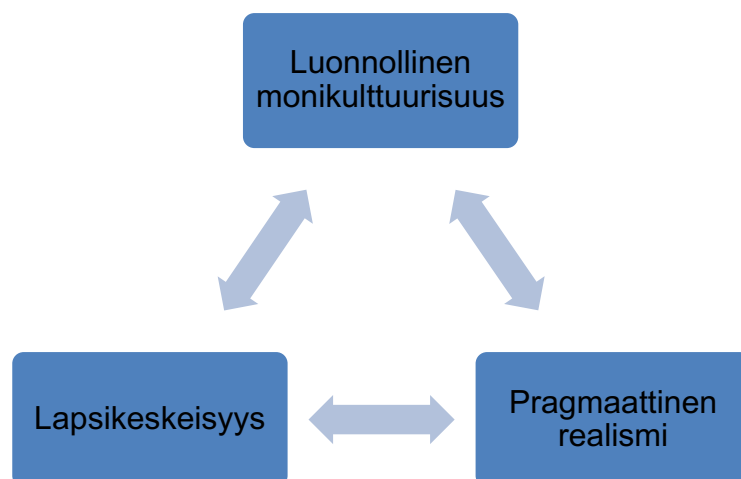 Luonnollinen
monikulttuurisuus
Lapsikeskeisyys
Pragmaattinen
realismi